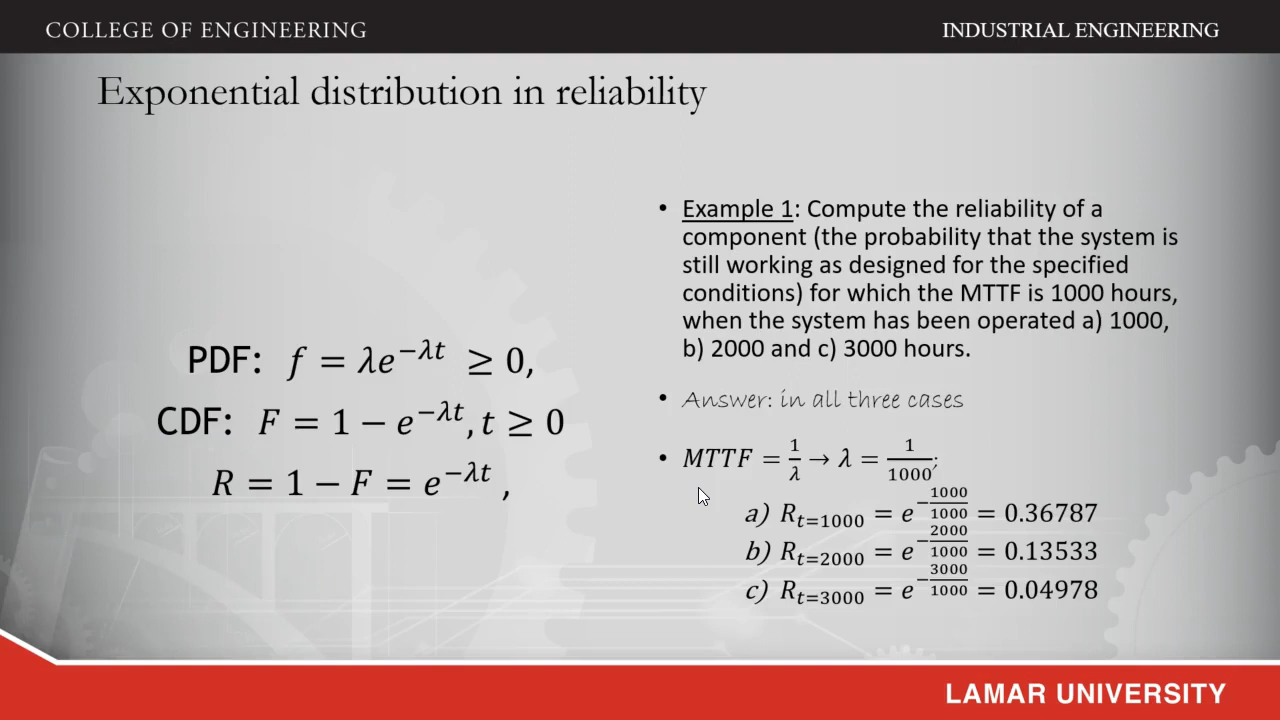 COLLEGE OF ENGINEERING
INDUSTRIAL ENGINEERING
Exponential distribution in reliability
PDF: f = λe^{−λt} ≥ 0,
CDF: F = 1 − e^{−λt}, t ≥ 0
R = 1 − F = e^{−λt} ,
• Example 1: Compute the reliability of a
component (the probability that the system is
still working as designed for the specified
conditions) for which the MTTF is 1000 hours,
when the system has been operated a) 1000,
b) 2000 and c) 3000 hours.
• Answer: in all three cases
• MTTF = 1/λ → λ = 1/1000;
a) R_{t=1000} = e^{−1000/1000} = 0.36787
b) R_{t=2000} = e^{−2000/1000} = 0.13533
c) R_{t=3000} = e^{−3000/1000} = 0.04978
LAMAR UNIVERSITY